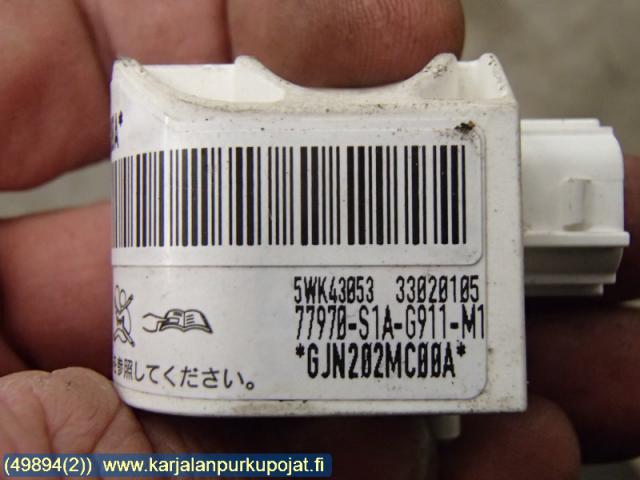 A*
5WK43053 33020105
77970-S1A-G911-M1
*GJN202MC00A*
を参照してください。
(49894(2)) www.karjalanpurkupojat.fi